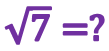 √7 =?